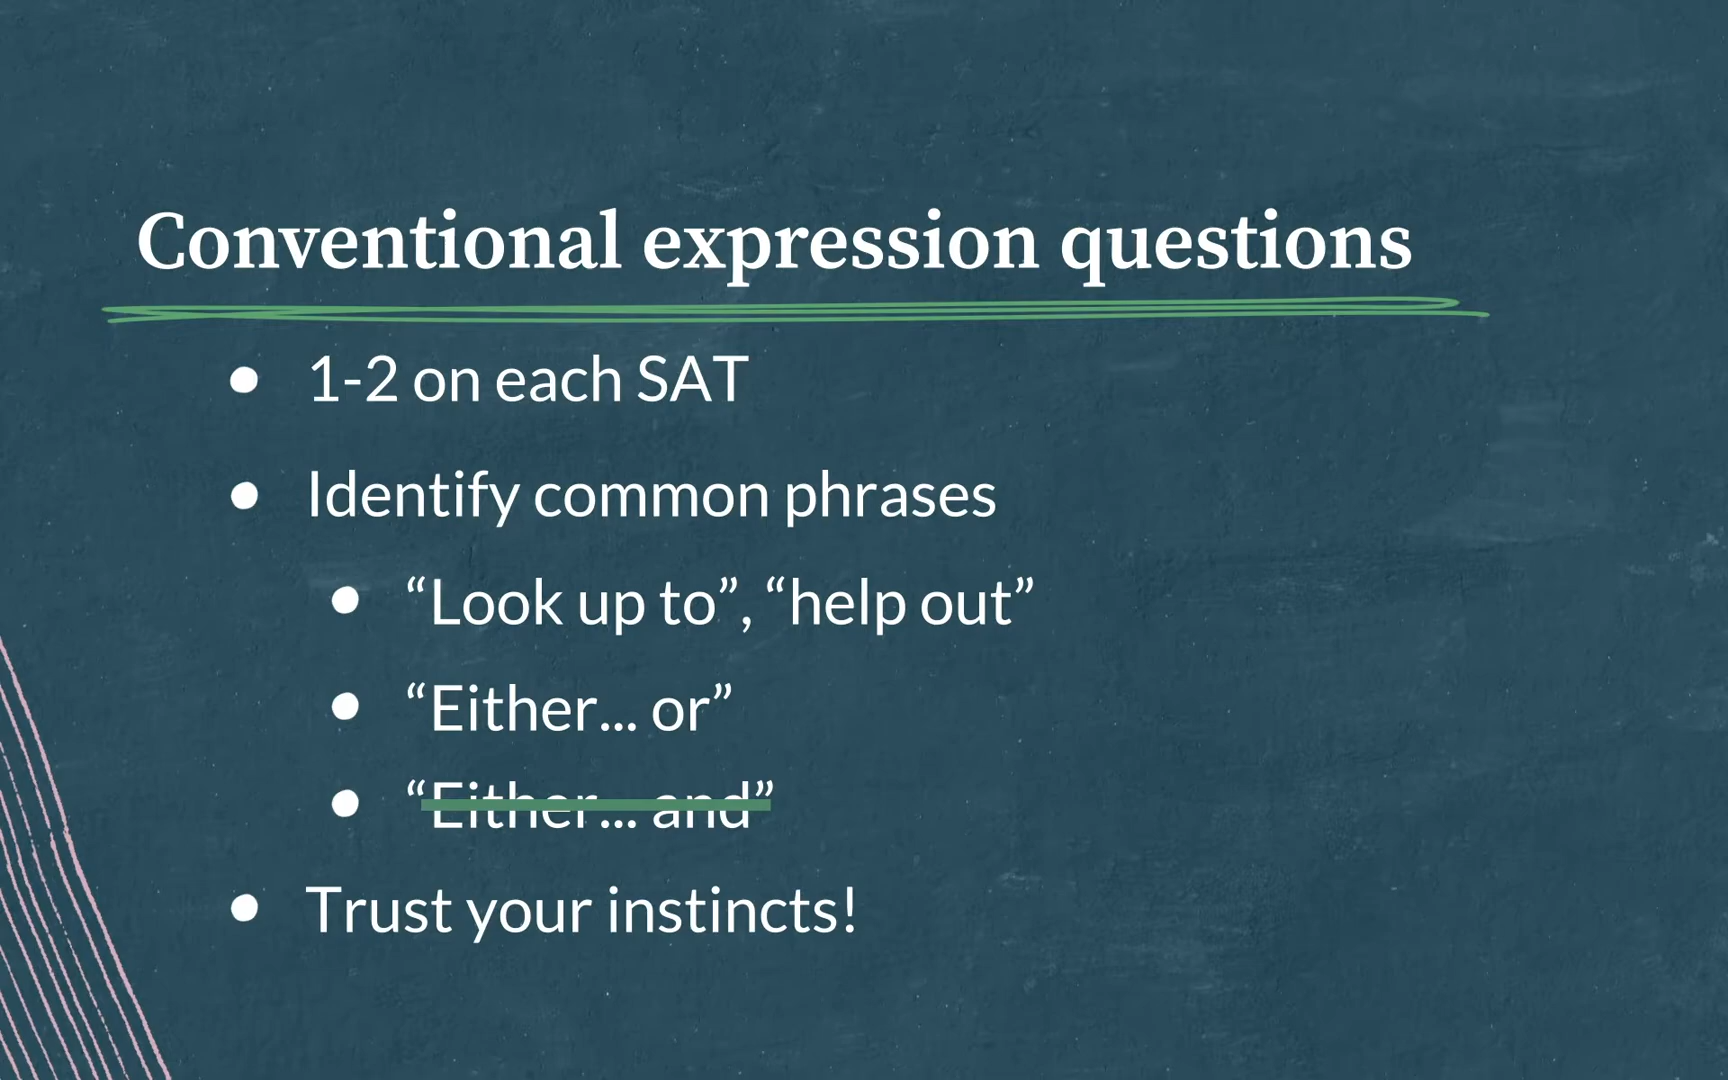 Conventional expression questions
● 1-2 on each SAT
● Identify common phrases
● “Look up to”, “help out”
● “Either... or”
● “Either... and”
● Trust your instincts!